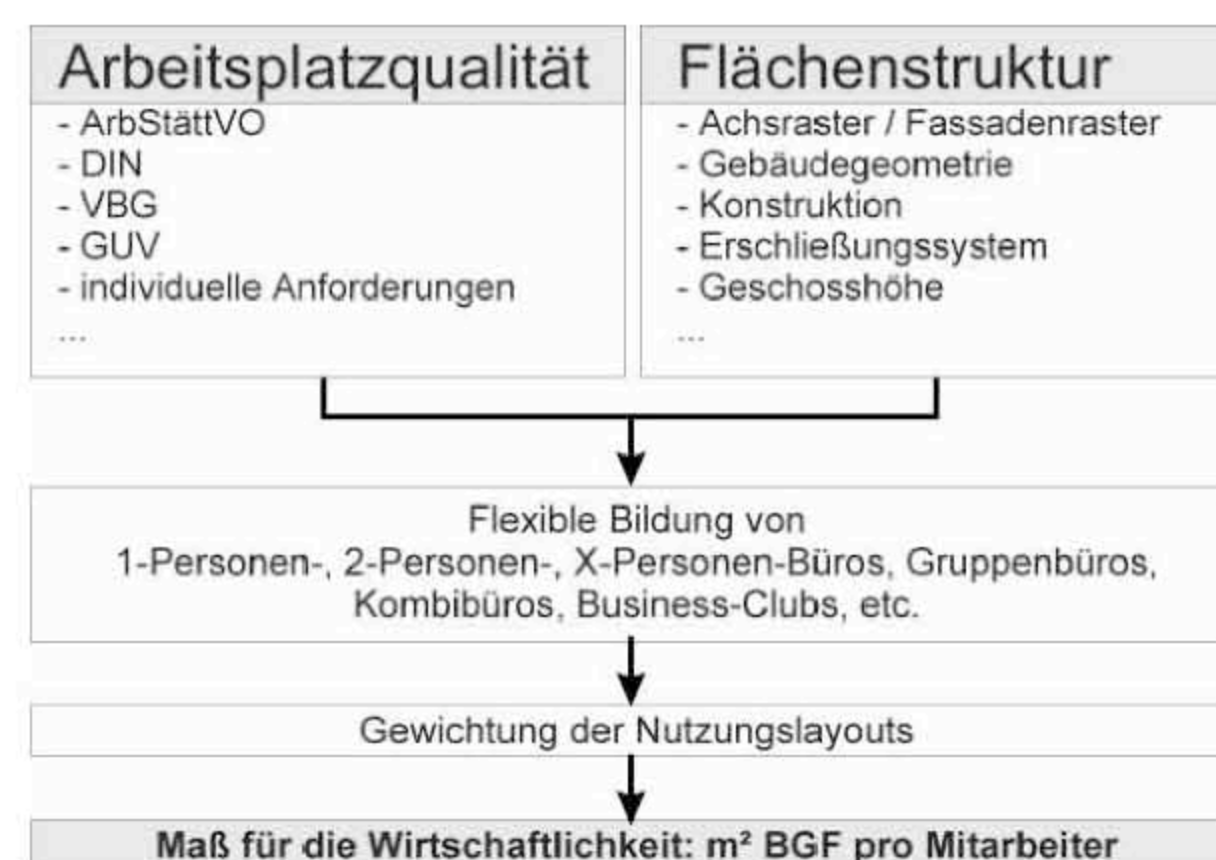 Arbeitsplatzqualität
- ArbStättVO
- DIN
- VBG
- GUV
- individuelle Anforderungen
...
Flächenstruktur
- Achsraster / Fassadenraster
- Gebäudegeometrie
- Konstruktion
- Erschließungssystem
- Geschosshöhe
...
Flexible Bildung von
1-Personen-, 2-Personen-, X-Personen-Büros, Gruppenbüros,
Kombibüros, Business-Clubs, etc.
Gewichtung der Nutzungslayouts
Maß für die Wirtschaftlichkeit: m² BGF pro Mitarbeiter